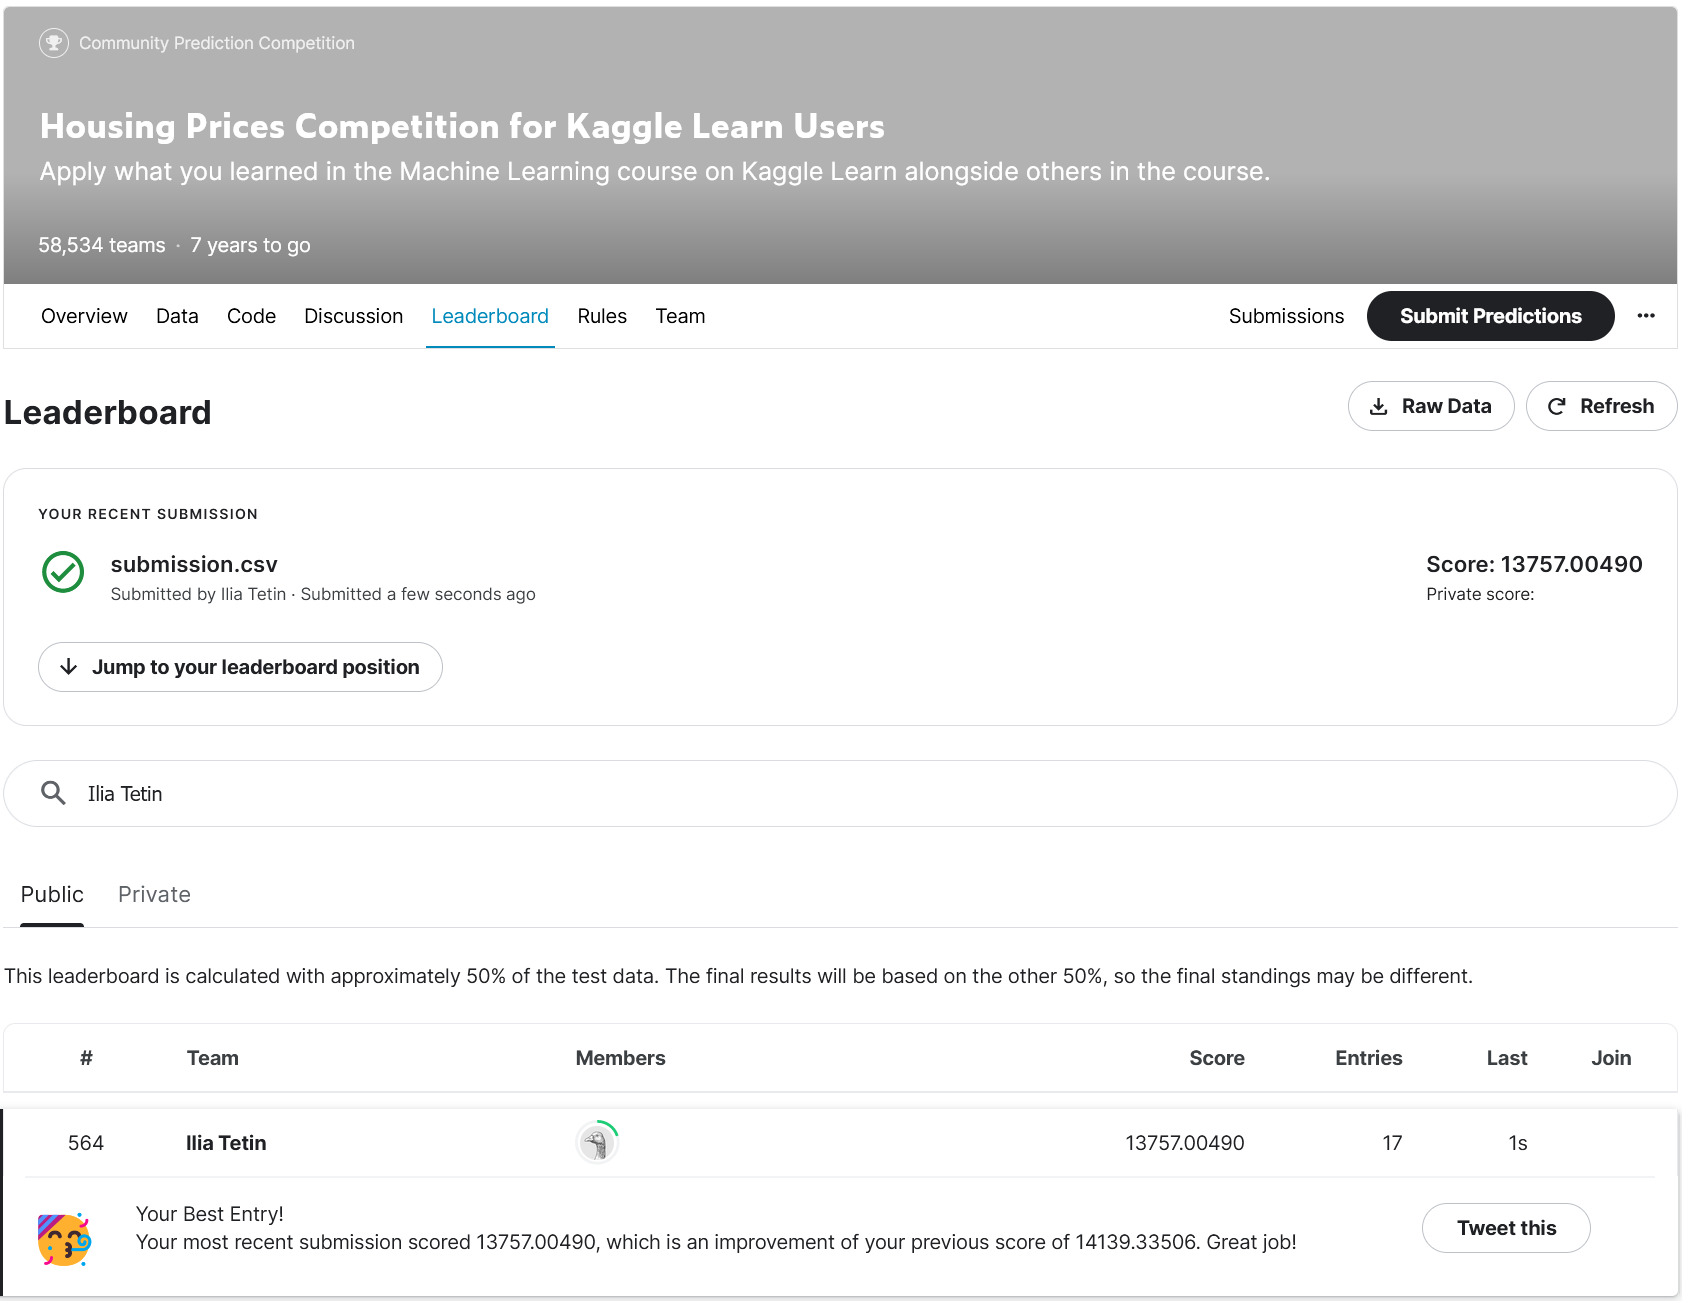 Community Prediction Competition
Housing Prices Competition for Kaggle Learn Users
Apply what you learned in the Machine Learning course on Kaggle Learn alongside others in the course.
58,534 teams · 7 years to go
Overview Data Code Discussion Leaderboard Rules Team Submissions Submit Predictions ...
Leaderboard Raw Data Refresh
YOUR RECENT SUBMISSION
submission.csv Score: 13757.00490
Submitted by Ilia Tetin · Submitted a few seconds ago Private score:
Jump to your leaderboard position
Ilia Tetin
Public Private
This leaderboard is calculated with approximately 50% of the test data. The final results will be based on the other 50%, so the final standings may be different.
# Team Members Score Entries Last Join
564 Ilia Tetin 13757.00490 17 1s
Your Best Entry!
Your most recent submission scored 13757.00490, which is an improvement of your previous score of 14139.33506. Great job! Tweet this